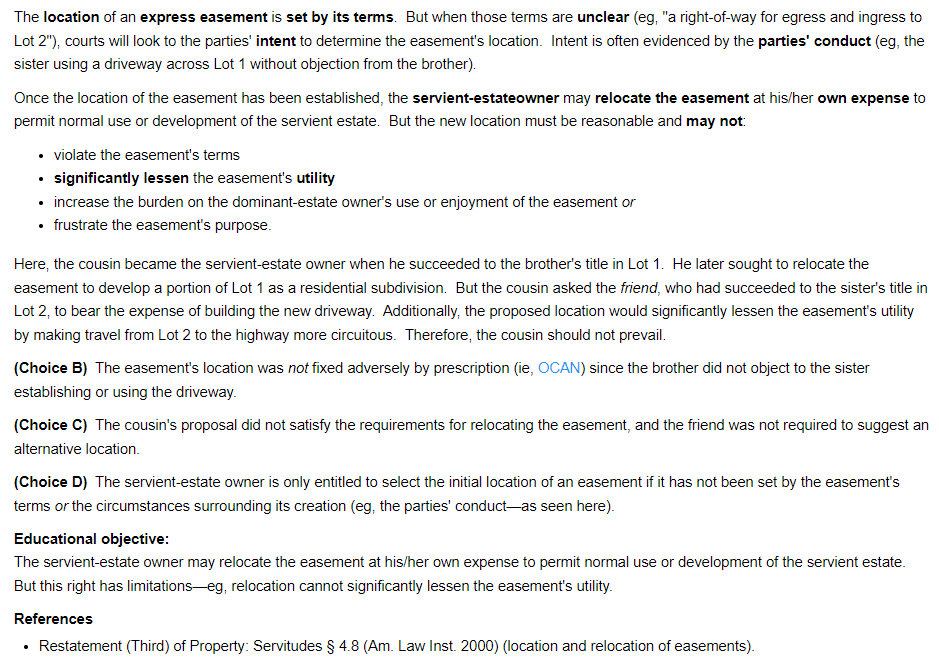 The location of an express easement is set by its terms.  But when those terms are unclear (eg, "a right-of-way for egress and ingress to
Lot 2"), courts will look to the parties' intent to determine the easement's location.  Intent is often evidenced by the parties' conduct (eg, the
sister using a driveway across Lot 1 without objection from the brother).
Once the location of the easement has been established, the servient-estateowner may relocate the easement at his/her own expense to
permit normal use or development of the servient estate.  But the new location must be reasonable and may not:
• violate the easement's terms
• significantly lessen the easement's utility
• increase the burden on the dominant-estate owner's use or enjoyment of the easement or
• frustrate the easement's purpose.
Here, the cousin became the servient-estate owner when he succeeded to the brother's title in Lot 1.  He later sought to relocate the
easement to develop a portion of Lot 1 as a residential subdivision.  But the cousin asked the friend, who had succeeded to the sister's title in
Lot 2, to bear the expense of building the new driveway.  Additionally, the proposed location would significantly lessen the easement's utility
by making travel from Lot 2 to the highway more circuitous.  Therefore, the cousin should not prevail.
(Choice B)  The easement's location was not fixed adversely by prescription (ie, OCAN) since the brother did not object to the sister
establishing or using the driveway.
(Choice C)  The cousin's proposal did not satisfy the requirements for relocating the easement, and the friend was not required to suggest an
alternative location.
(Choice D)  The servient-estate owner is only entitled to select the initial location of an easement if it has not been set by the easement's
terms or the circumstances surrounding its creation (eg, the parties' conduct—as seen here).
Educational objective:
The servient-estate owner may relocate the easement at his/her own expense to permit normal use or development of the servient estate.
But this right has limitations—eg, relocation cannot significantly lessen the easement's utility.
References
• Restatement (Third) of Property: Servitudes § 4.8 (Am. Law Inst. 2000) (location and relocation of easements).